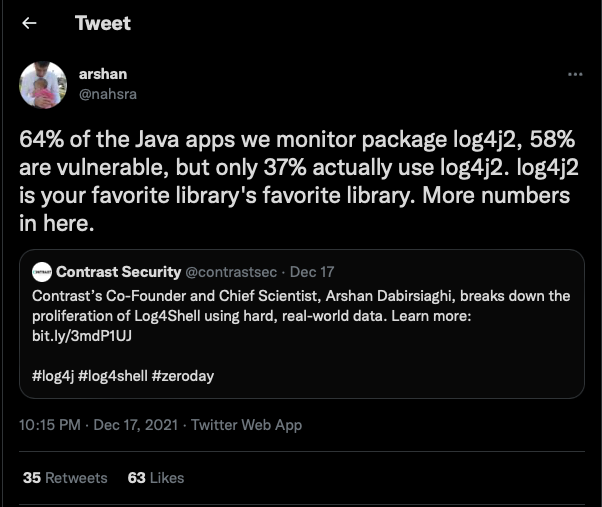 Tweet
arshan
@nahsra
64% of the Java apps we monitor package log4j2, 58%
are vulnerable, but only 37% actually use log4j2. log4j2
is your favorite library's favorite library. More numbers
in here.
Contrast Security @contrastsec · Dec 17
Contrast's Co-Founder and Chief Scientist, Arshan Dabirsiaghi, breaks down the
proliferation of Log4Shell using hard, real-world data. Learn more:
bit.ly/3mdP1UJ
#log4j #log4shell #zeroday
10:15 PM · Dec 17, 2021 · Twitter Web App
35 Retweets 63 Likes